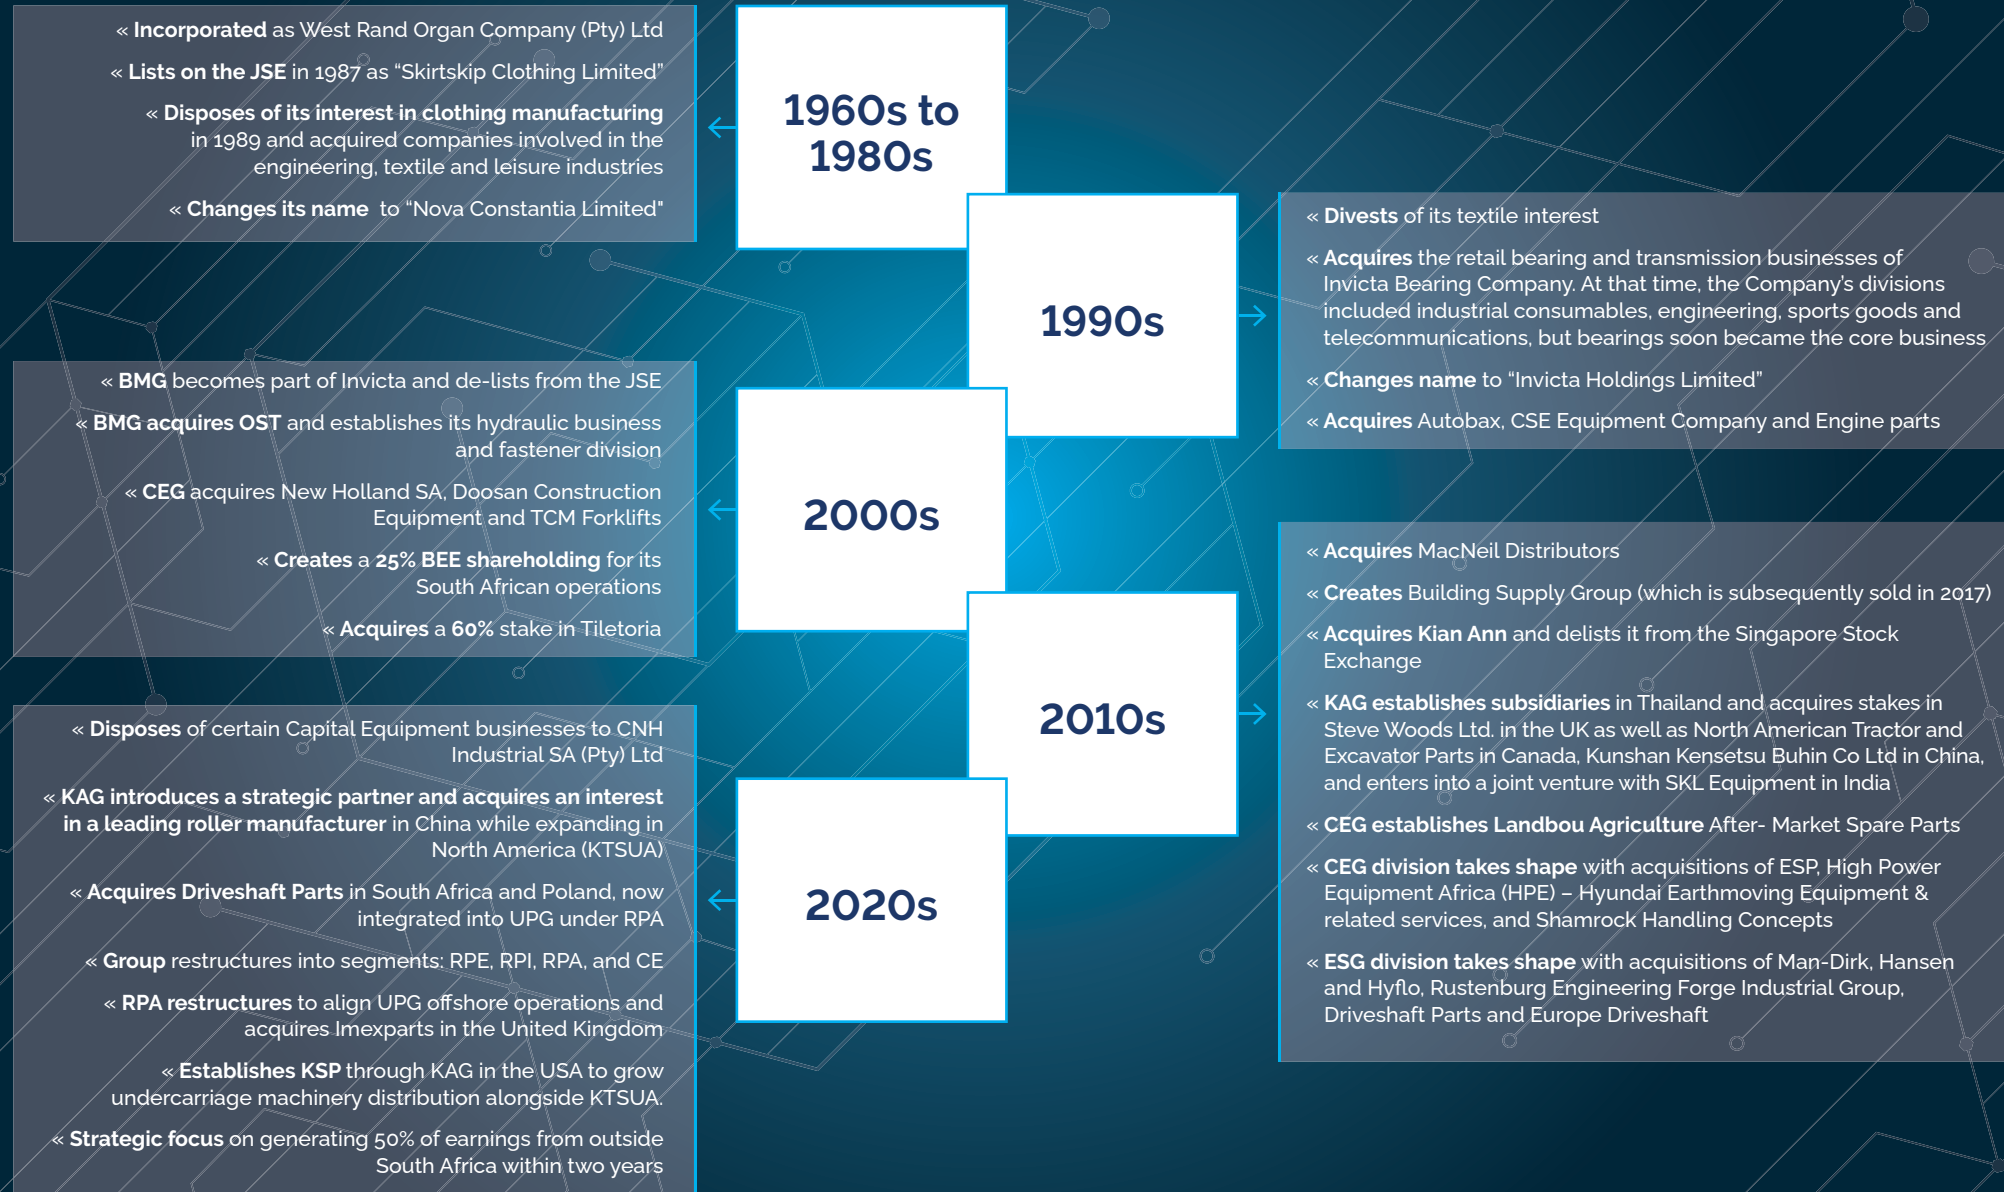 « Incorporated as West Rand Organ Company (Pty) Ltd
« Lists on the JSE in 1987 as “Skirtskip Clothing Limited”
« Disposes of its interest in clothing manufacturing
in 1989 and acquired companies involved in the
engineering, textile and leisure industries
« Changes its name to “Nova Constantia Limited"
1960s to
1980s
1990s
« Divests of its textile interest
« Acquires the retail bearing and transmission businesses of
Invicta Bearing Company. At that time, the Company’s divisions
included industrial consumables, engineering, sports goods and
telecommunications, but bearings soon became the core business
« Changes name to “Invicta Holdings Limited”
« Acquires Autobax, CSE Equipment Company and Engine parts
« BMG becomes part of Invicta and de-lists from the JSE
« BMG acquires OST and establishes its hydraulic business
and fastener division
« CEG acquires New Holland SA, Doosan Construction
Equipment and TCM Forklifts
« Creates a 25% BEE shareholding for its
South African operations
« Acquires a 60% stake in Tiletoria
2000s
2010s
« Acquires MacNeil Distributors
« Creates Building Supply Group (which is subsequently sold in 2017)
« Acquires Kian Ann and delists it from the Singapore Stock
Exchange
« KAG establishes subsidiaries in Thailand and acquires stakes in
Steve Woods Ltd. in the UK as well as North American Tractor and
Excavator Parts in Canada, Kunshan Kensetsu Buhin Co Ltd in China,
and enters into a joint venture with SKL Equipment in India
« CEG establishes Landbou Agriculture After- Market Spare Parts
« CEG division takes shape with acquisitions of ESP, High Power
Equipment Africa (HPE) – Hyundai Earthmoving Equipment &
related services, and Shamrock Handling Concepts
« ESG division takes shape with acquisitions of Man-Dirk, Hansen
and Hyflo, Rustenburg Engineering Forge Industrial Group,
Driveshaft Parts and Europe Driveshaft
« Disposes of certain Capital Equipment businesses to CNH
Industrial SA (Pty) Ltd
« KAG introduces a strategic partner and acquires an interest
in a leading roller manufacturer in China while expanding in
North America (KTSUA)
« Acquires Driveshaft Parts in South Africa and Poland, now
integrated into UPG under RPA
« Group restructures into segments: RPE, RPI, RPA, and CE
« RPA restructures to align UPG offshore operations and
acquires Imexparts in the United Kingdom
« Establishes KSP through KAG in the USA to grow
undercarriage machinery distribution alongside KTSUA.
« Strategic focus on generating 50% of earnings from outside
South Africa within two years
2020s